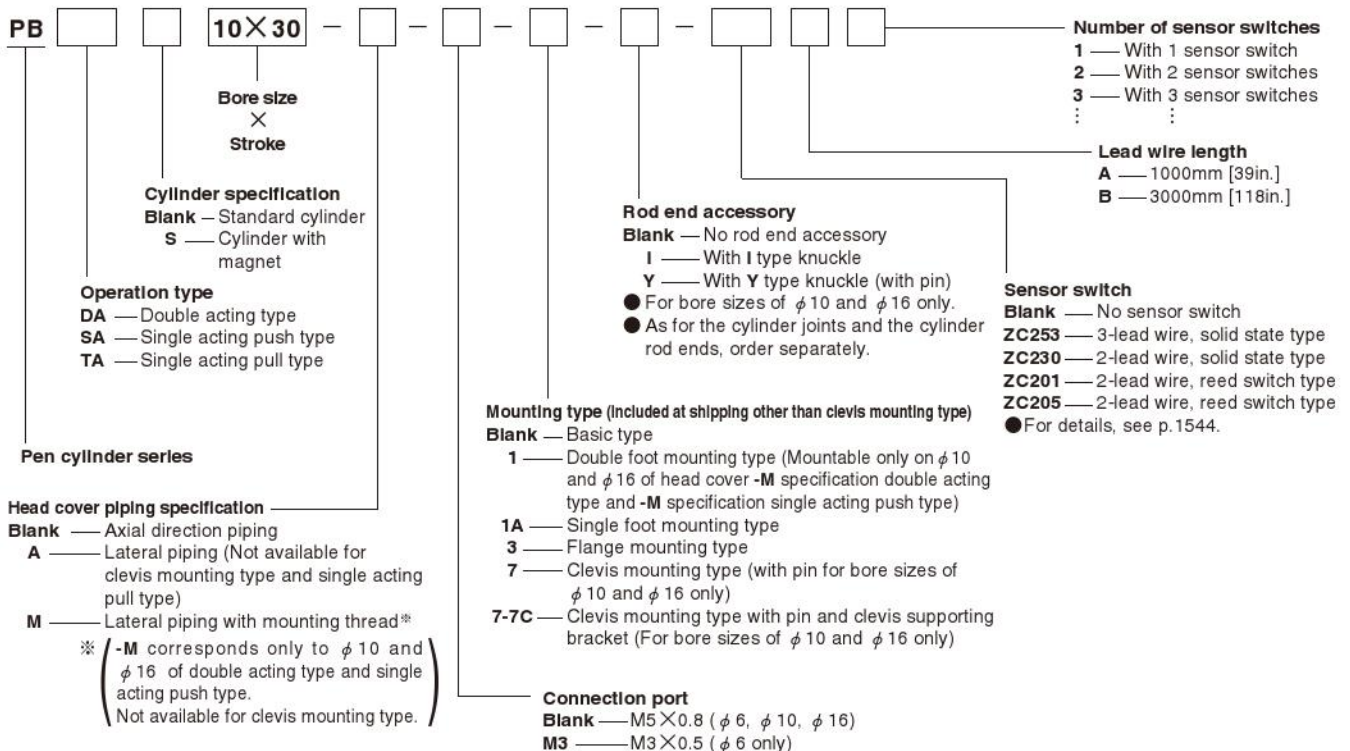 PB 10×30 − − − − −
Number of sensor switches
1 — With 1 sensor switch
2 — With 2 sensor switches
3 — With 3 sensor switches
⋮ ⋮
Lead wire length
A — 1000mm [39in.]
B — 3000mm [118in.]
Bore size
×
Stroke
Cylinder specification
Blank – Standard cylinder
S — Cylinder with
magnet
Operation type
DA — Double acting type
SA — Single acting push type
TA — Single acting pull type
Pen cylinder series
Rod end accessory
Blank — No rod end accessory
I — With I type knuckle
Y — With Y type knuckle (with pin)
● For bore sizes of φ10 and φ16 only.
● As for the cylinder joints and the cylinder
rod ends, order separately.
Sensor switch
Blank — No sensor switch
ZC253 — 3-lead wire, solid state type
ZC230 — 2-lead wire, solid state type
ZC201 — 2-lead wire, reed switch type
ZC205 — 2-lead wire, reed switch type
●For details, see p.1544.
Mounting type (Included at shipping other than clevis mounting type)
Blank — Basic type
1 — Double foot mounting type (Mountable only on φ10
and φ16 of head cover -M specification double acting
type and -M specification single acting push type)
1A — Single foot mounting type
3 — Flange mounting type
7 — Clevis mounting type (with pin for bore sizes of
φ10 and φ16 only)
7-7C — Clevis mounting type with pin and clevis supporting
bracket (For bore sizes of φ10 and φ16 only)
Head cover piping specification
Blank — Axial direction piping
A — Lateral piping (Not available for
clevis mounting type and single acting
pull type)
M — Lateral piping with mounting thread※
※ (-M corresponds only to φ10 and
φ16 of double acting type and single
acting push type.
Not available for clevis mounting type.)
Connection port
Blank — M5×0.8 (φ6, φ10, φ16)
M3 — M3×0.5 (φ6 only)